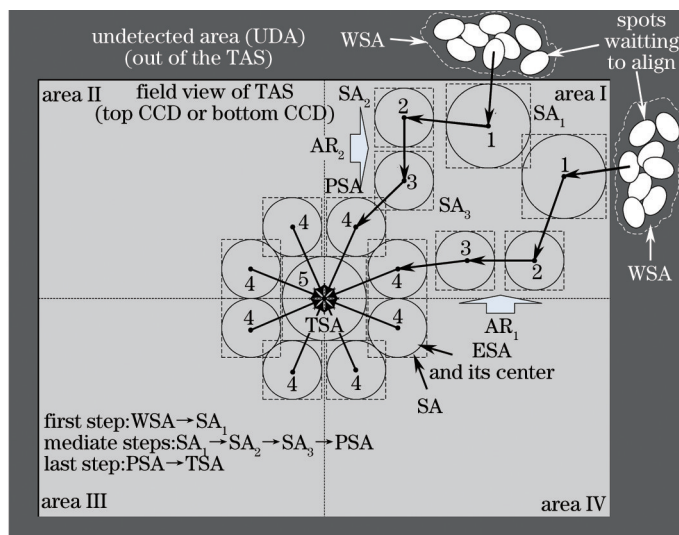 undetected area (UDA)
(out of the TAS)
WSA
spots
waitting
to align
area II
field view of TAS
(top CCD or bottom CCD)
area I
SA2
SA1
2
1
1
AR2
3
PSA
SA3
WSA
4
4
3
2
4
4
5
TSA
AR1
4
4
ESA
and its center
4
4
SA
first step:WSA→SA1
mediate steps:SA1→SA2→SA3→PSA
last step:PSA→TSA
area III
area IV